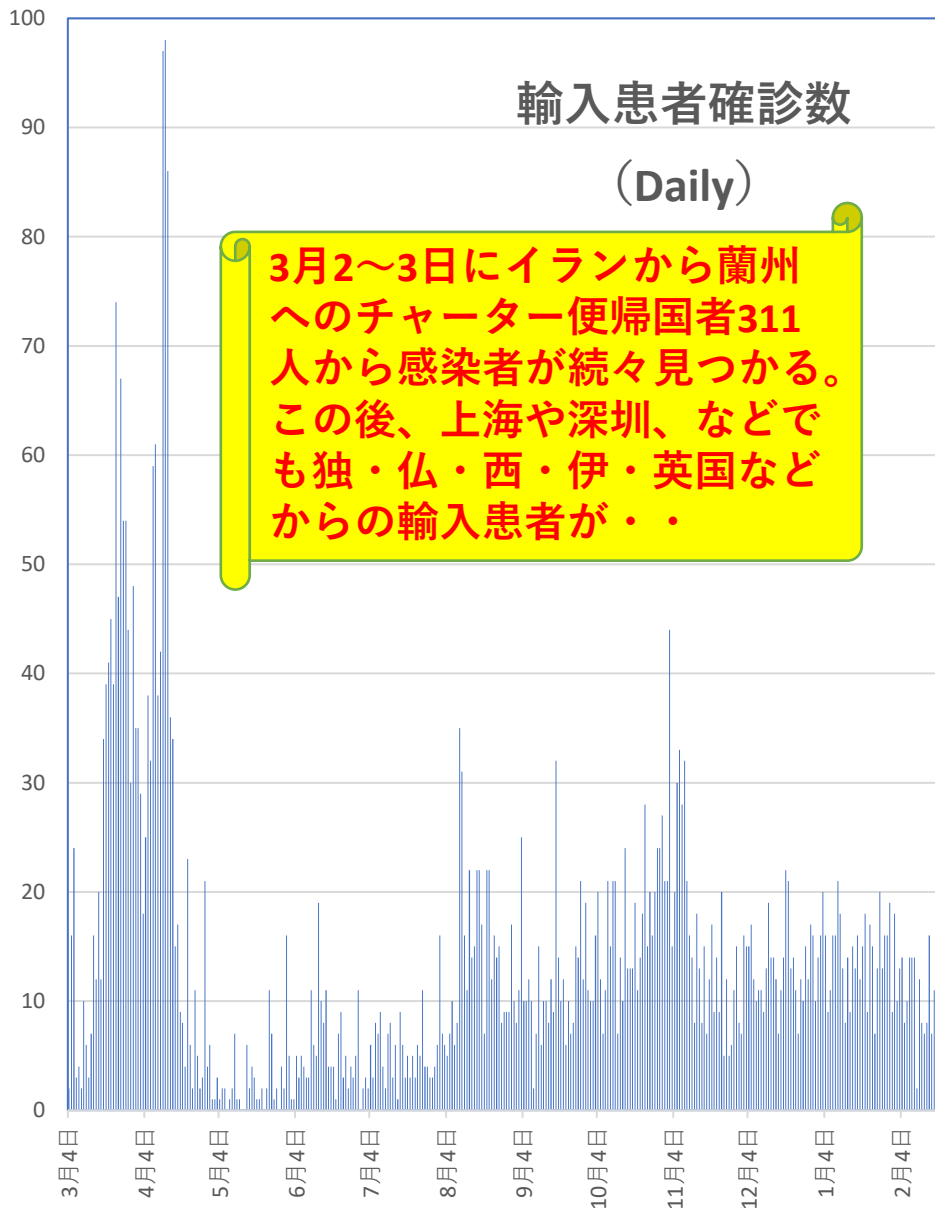 輸入患者確診数
（Daily）
3月2～3日にイランから蘭州
へのチャーター便帰国者311
人から感染者が続々見つかる。
この後、上海や深圳、などで
も独・仏・西・伊・英国など
からの輸入患者が・・
100
90
80
70
60
50
40
30
20
10
0
3月4日
4月4日
5月4日
6月4日
7月4日
8月4日
9月4日
10月4日
11月4日
12月4日
1月4日
2月4日